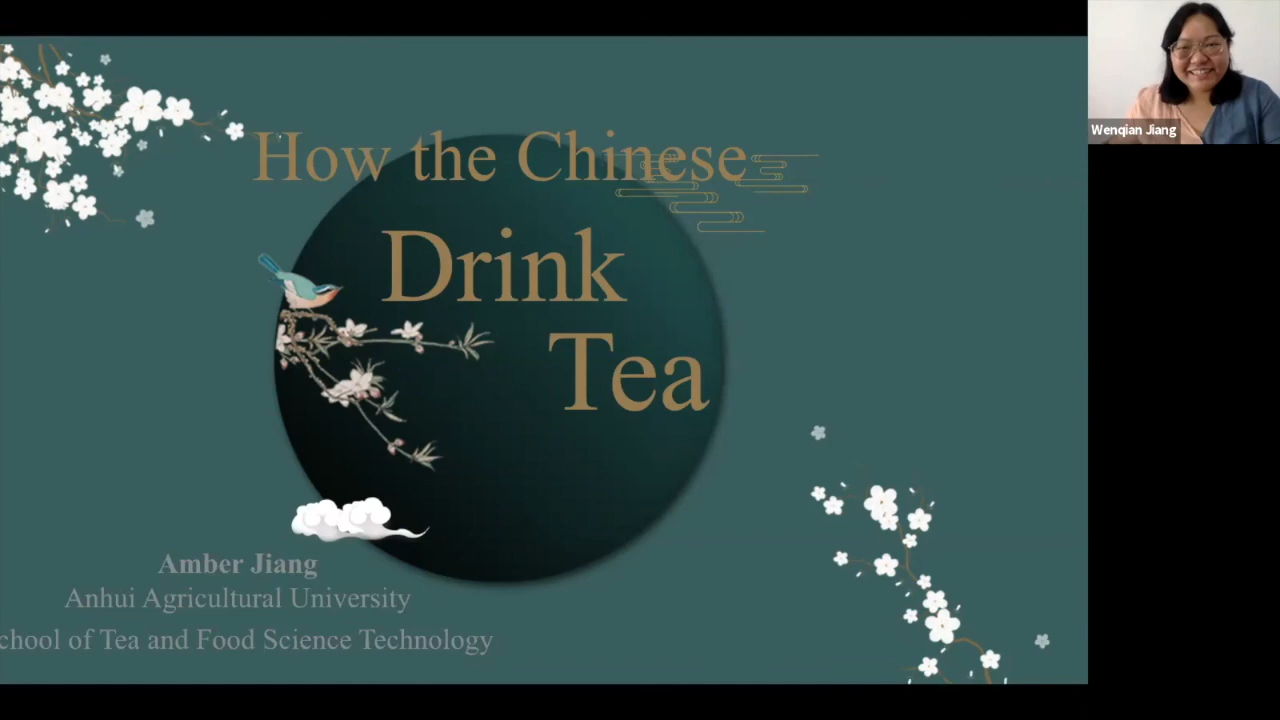 How the Chinese
Drink
Tea
Amber Jiang
Anhui Agricultural University
chool of Tea and Food Science Technology
Wenqian Jiang